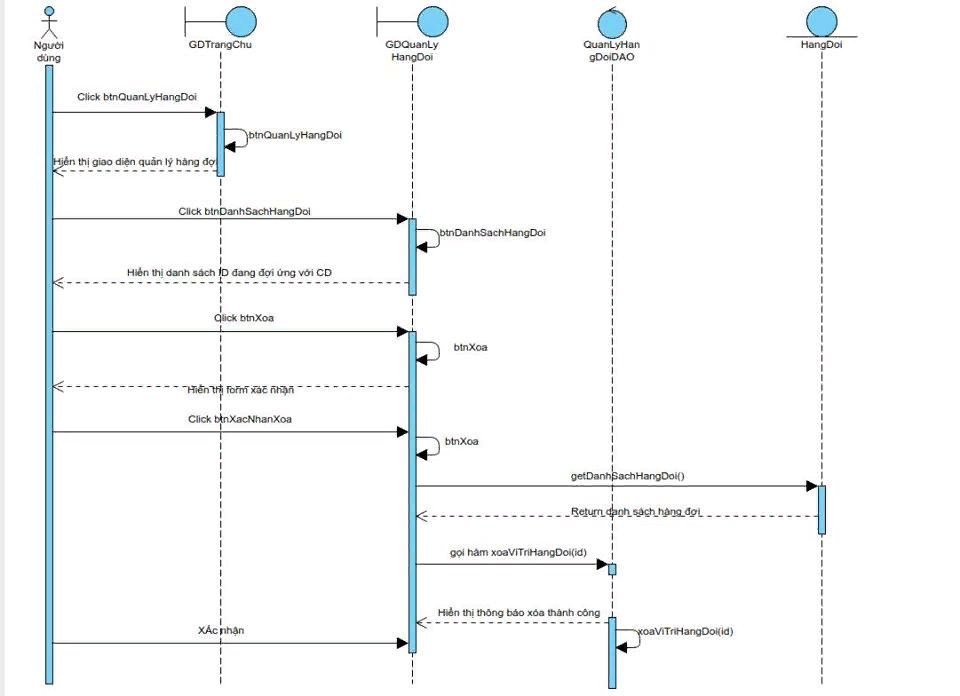 Người
dùng
GDTrangChu
GDQuanLy
HangDoi
QuanLyHan
gDoiDAO
HangDoi
Click btnQuanLyHangDoi
btnQuanLyHangDoi
Hiển thị giao diện quản lý hàng đợi
Click btnDanhSachHangDoi
btnDanhSachHangDoi
Hiển thị danh sách ID đang đợi ứng với CD
Click btnXoa
btnXoa
Hiển thị form xác nhận
Click btnXacNhanXoa
btnXoa
getDanhSachHangDoi()
Return danh sách hàng đợi
gọi hàm xoaViTriHangDoi(id)
Hiển thị thông báo xóa thành công
XÁc nhận
xoaViTriHangDoi(id)